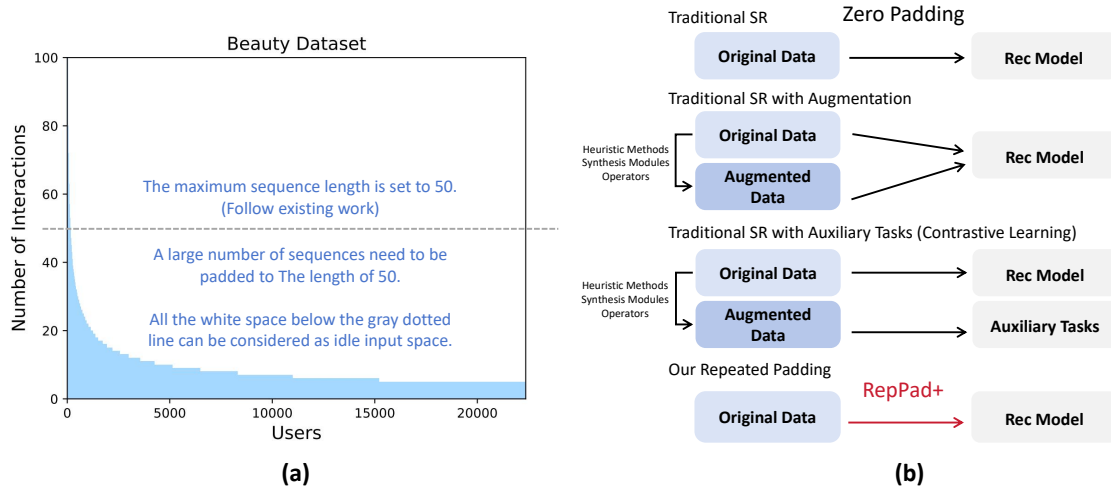 Beauty Dataset
100
80
60
40
20
0
Number of Interactions
The maximum sequence length is set to 50.
(Follow existing work)
A large number of sequences need to be
padded to The length of 50.
All the white space below the gray dotted
line can be considered as idle input space.
0
5000
10000
15000
20000
Users
(a)
Traditional SR
Zero Padding
Original Data
Rec Model
Traditional SR with Augmentation
Heuristic Methods
Synthesis Modules
Operators
Original Data
Augmented
Data
Rec Model
Traditional SR with Auxiliary Tasks (Contrastive Learning)
Heuristic Methods
Synthesis Modules
Operators
Original Data
Rec Model
Augmented Data
Auxiliary Tasks
Our Repeated Padding
RepPad+
Original Data
Rec Model
(b)